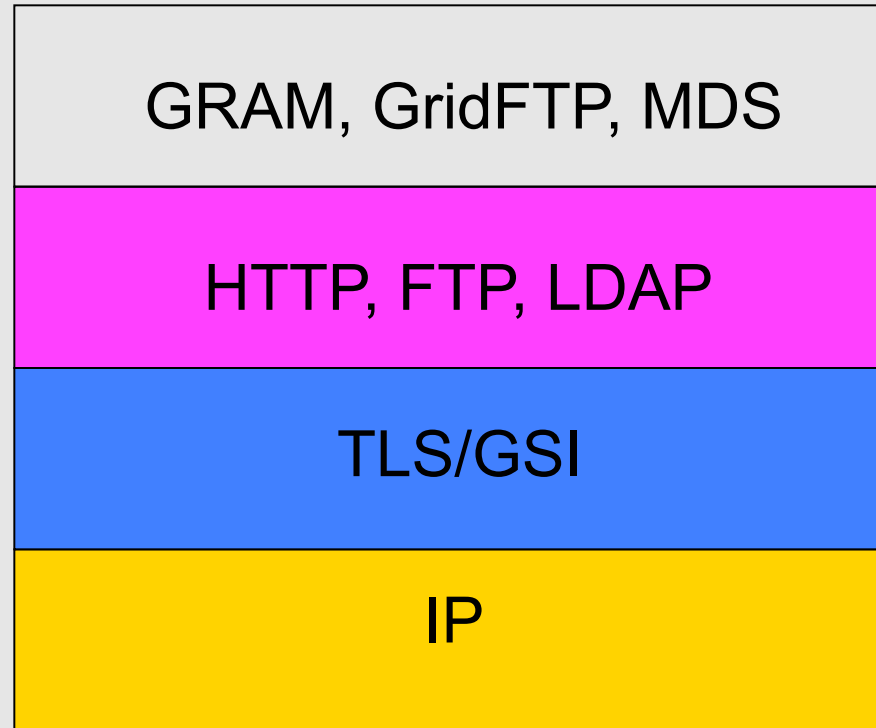 GRAM, GridFTP, MDS
HTTP, FTP, LDAP
TLS/GSI
IP